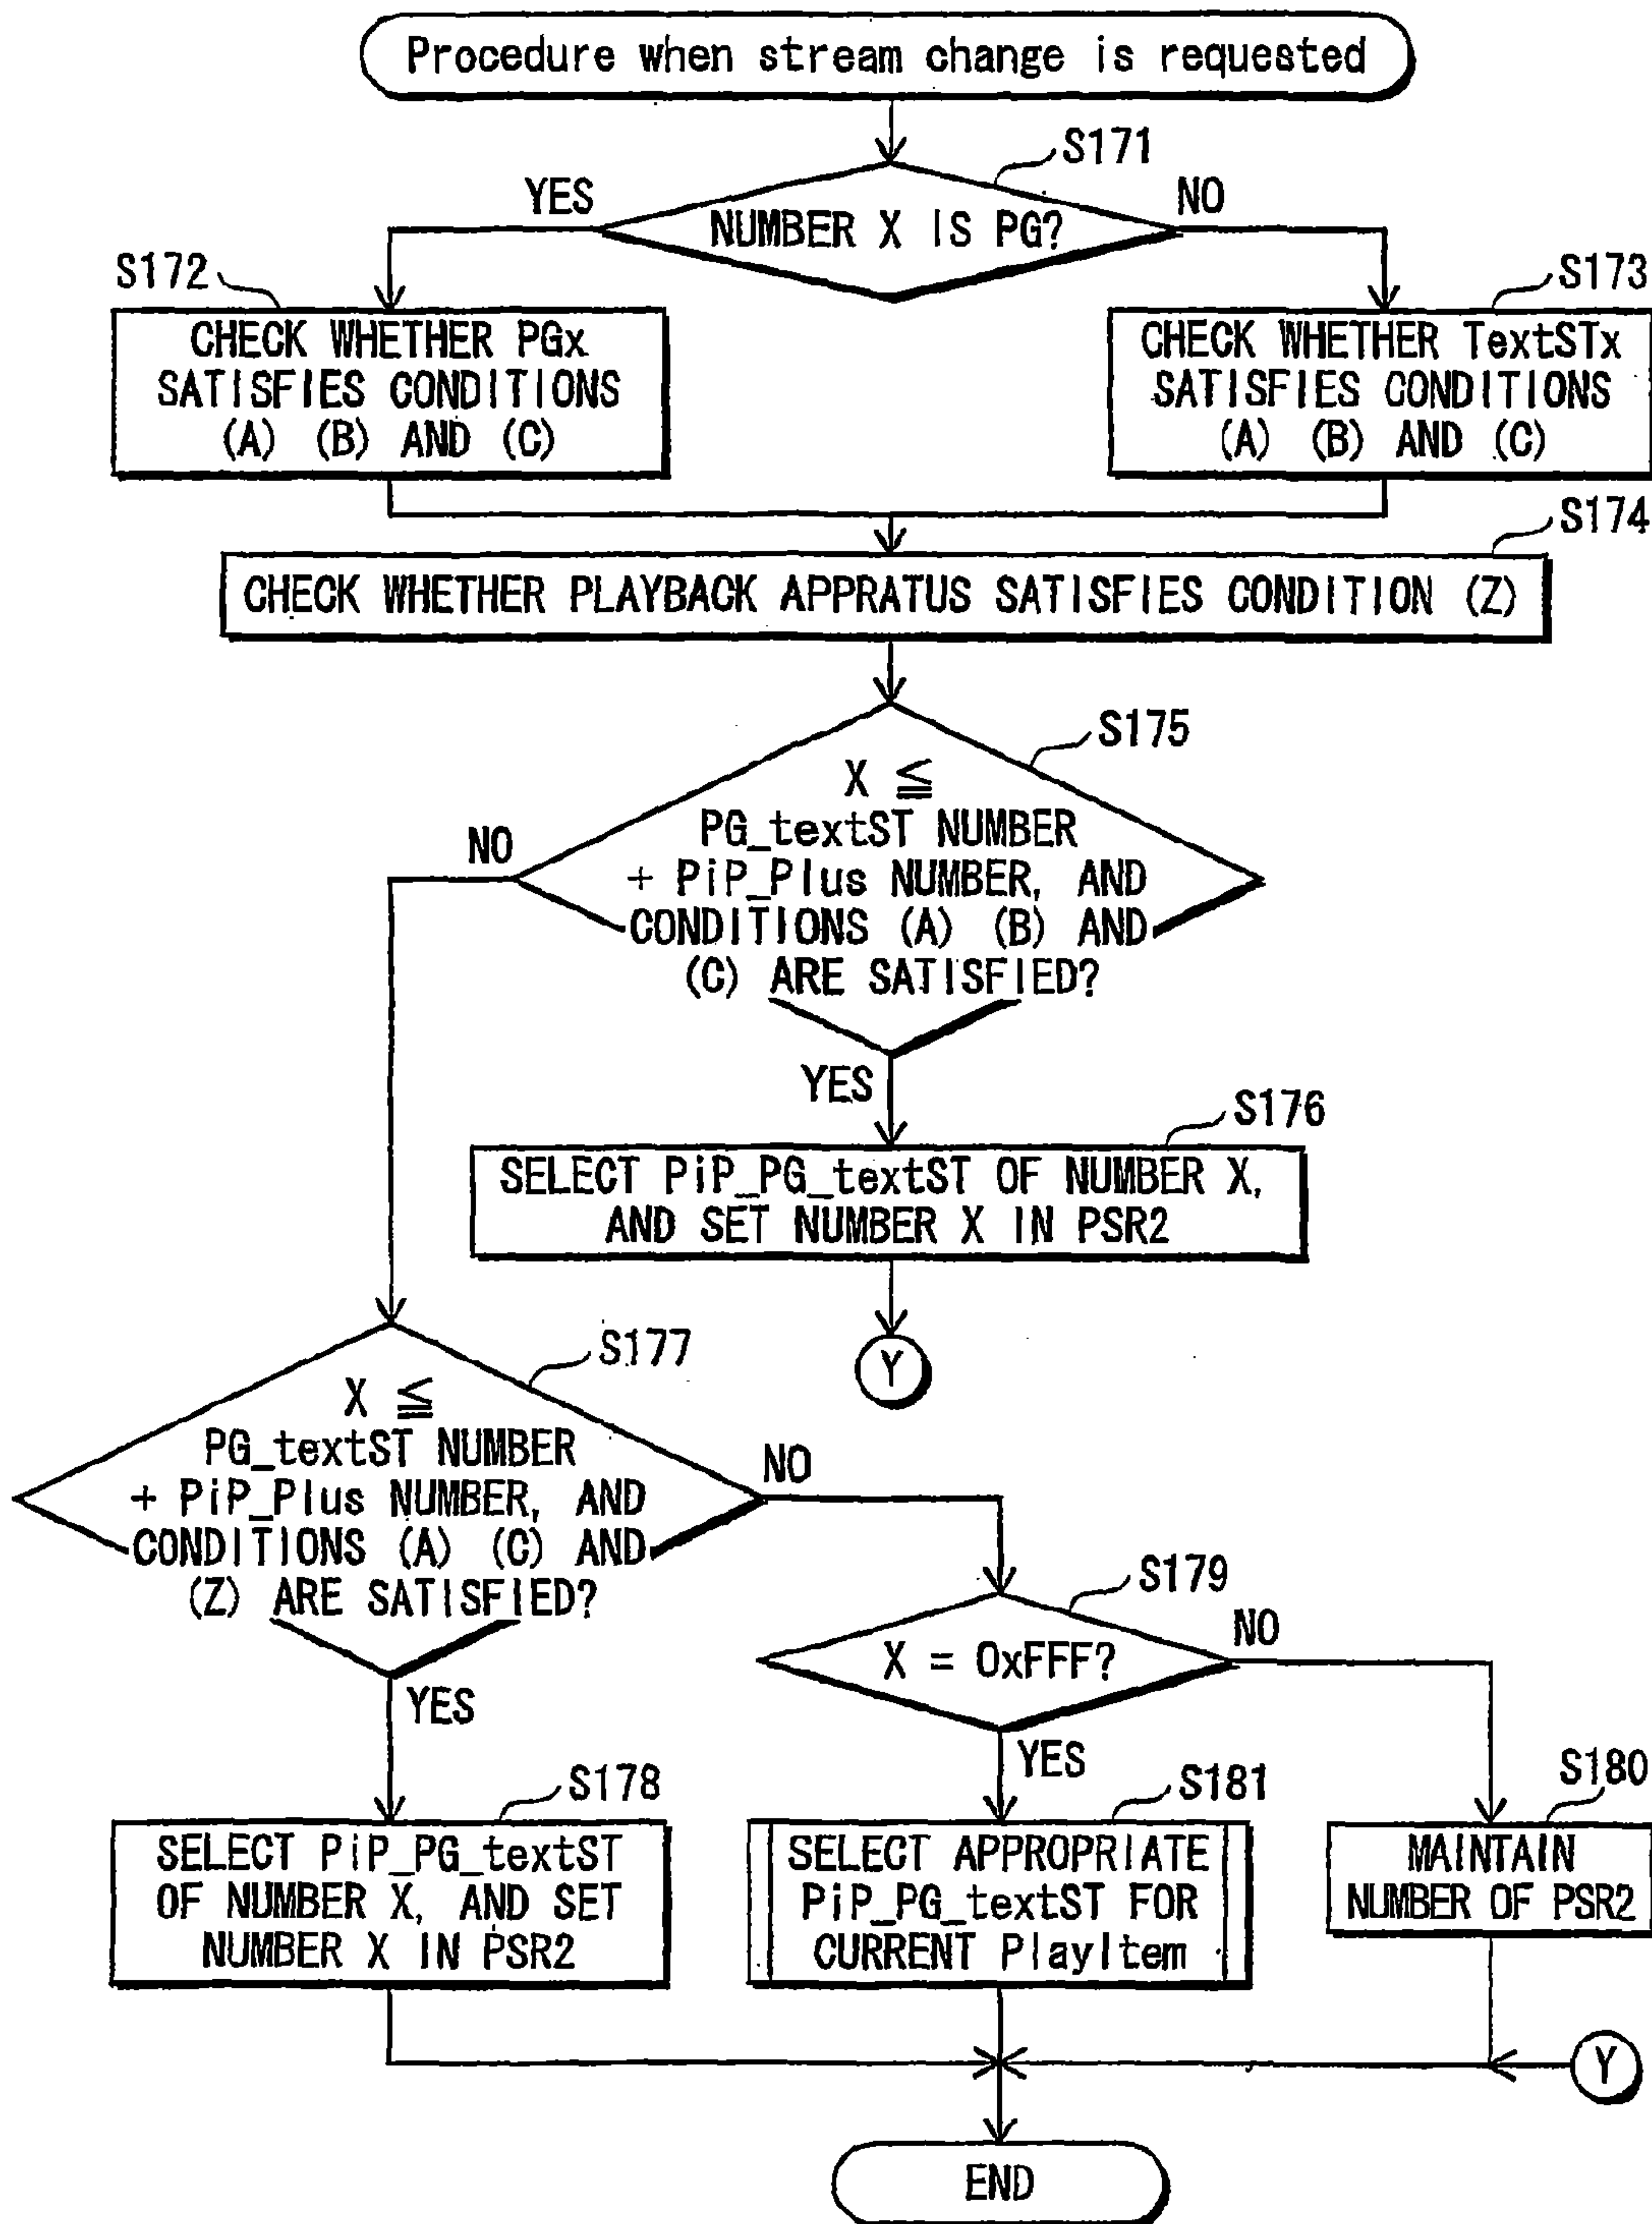 Procedure when stream change is requested
S171
YES
NO
NUMBER X IS PG?
S172
S173
CHECK WHETHER PGx
SATISFIES CONDITIONS
(A) (B) AND (C)
CHECK WHETHER TextSTx
SATISFIES CONDITIONS
(A) (B) AND (C)
S174
CHECK WHETHER PLAYBACK APPRATUS SATISFIES CONDITION (Z)
S175
X ≦
PG_textST NUMBER
+ PiP_Plus NUMBER, AND
CONDITIONS (A) (B) AND
(C) ARE SATISFIED?
NO
YES
S176
SELECT PiP_PG_textST OF NUMBER X,
AND SET NUMBER X IN PSR2
Y
S177
X ≦
PG_textST NUMBER
+ PiP_Plus NUMBER, AND
CONDITIONS (A) (C) AND
(Z) ARE SATISFIED?
NO
YES
S179
X = 0xFFF?
NO
YES
S178
SELECT PiP_PG_textST
OF NUMBER X, AND SET
NUMBER X IN PSR2
S181
SELECT APPROPRIATE
PiP_PG_textST FOR
CURRENT PlayItem
S180
MAINTAIN
NUMBER OF PSR2
Y
END